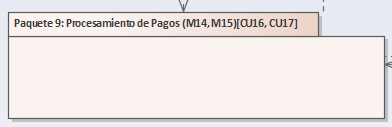 Paquete 9: Procesamiento de Pagos (M14, M15)[CU16, CU17]